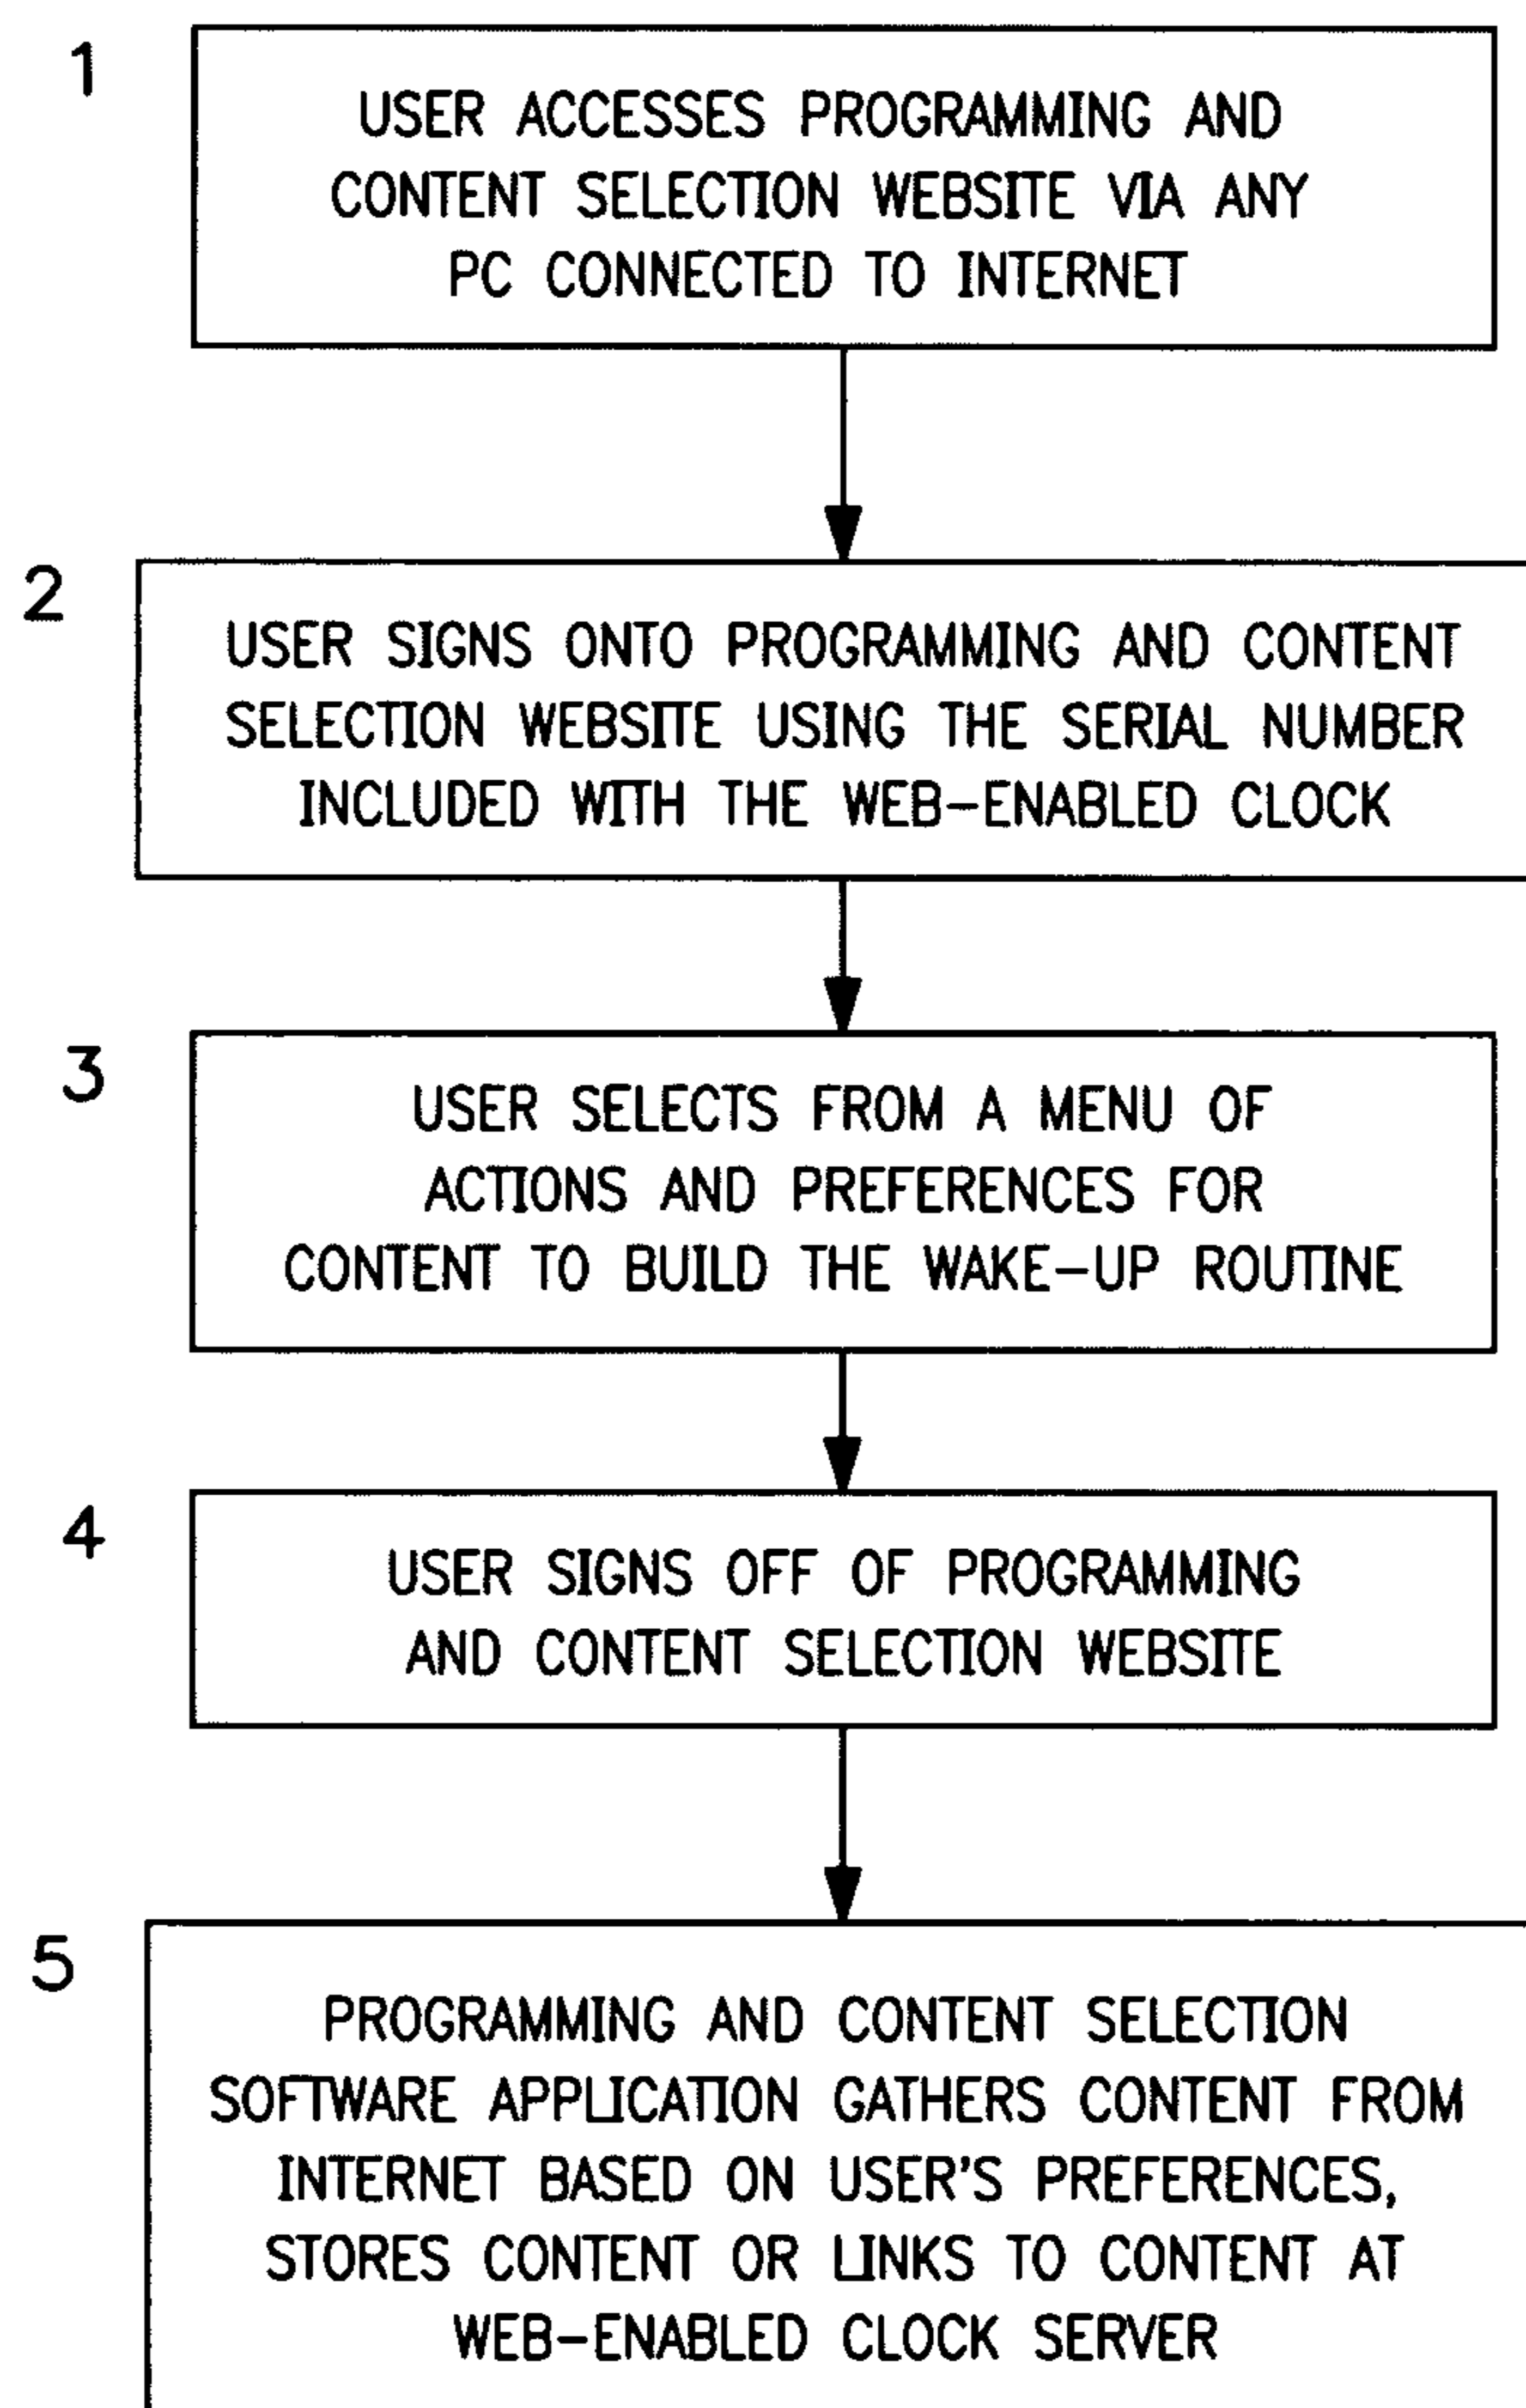 1
USER ACCESSES PROGRAMMING AND
CONTENT SELECTION WEBSITE VIA ANY
PC CONNECTED TO INTERNET
2
USER SIGNS ONTO PROGRAMMING AND CONTENT
SELECTION WEBSITE USING THE SERIAL NUMBER
INCLUDED WITH THE WEB-ENABLED CLOCK
3
USER SELECTS FROM A MENU OF
ACTIONS AND PREFERENCES FOR
CONTENT TO BUILD THE WAKE-UP ROUTINE
4
USER SIGNS OFF OF PROGRAMMING
AND CONTENT SELECTION WEBSITE
5
PROGRAMMING AND CONTENT SELECTION
SOFTWARE APPLICATION GATHERS CONTENT FROM
INTERNET BASED ON USER'S PREFERENCES,
STORES CONTENT OR LINKS TO CONTENT AT
WEB-ENABLED CLOCK SERVER